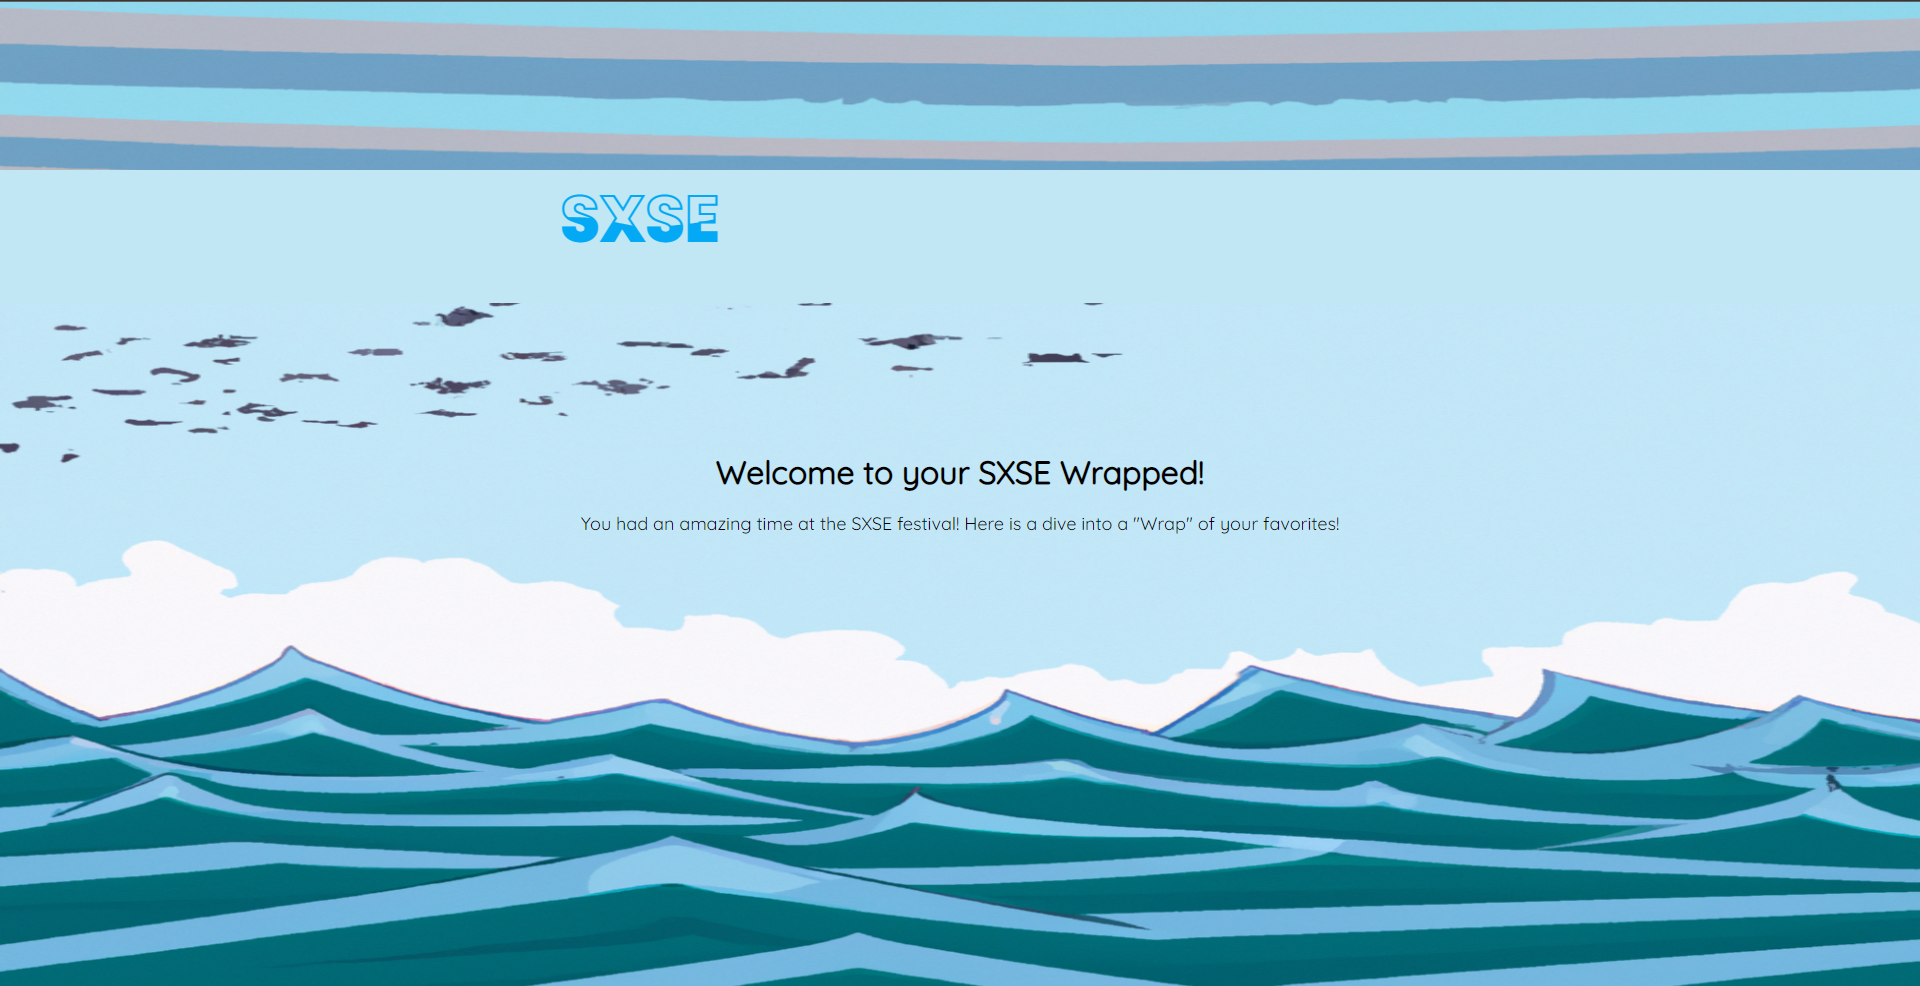 SXSE
Welcome to your SXSE Wrapped!
You had an amazing time at the SXSE festival! Here is a dive into a "Wrap" of your favorites!